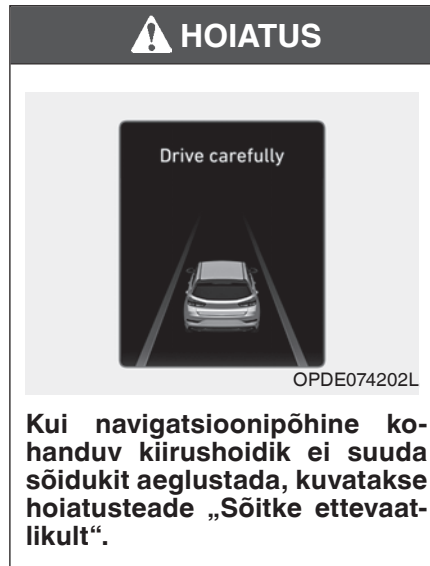 HOIATUS
Drive carefully
OPDE074202L
Kui navigatsioonipõhine ko-
handuv kiirushoidik ei suuda
sõidukit aeglustada, kuvatakse
hoiatusteade „Sõitke ettevaat-
likult“.